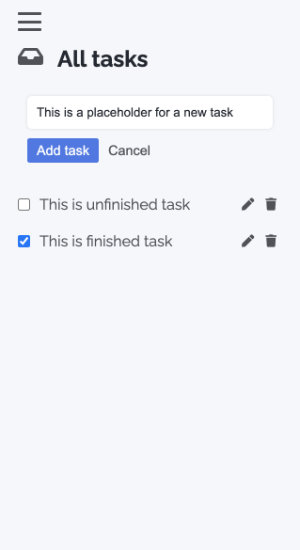 All tasks
This is a placeholder for a new task
Add task Cancel
This is unfinished task
This is finished task